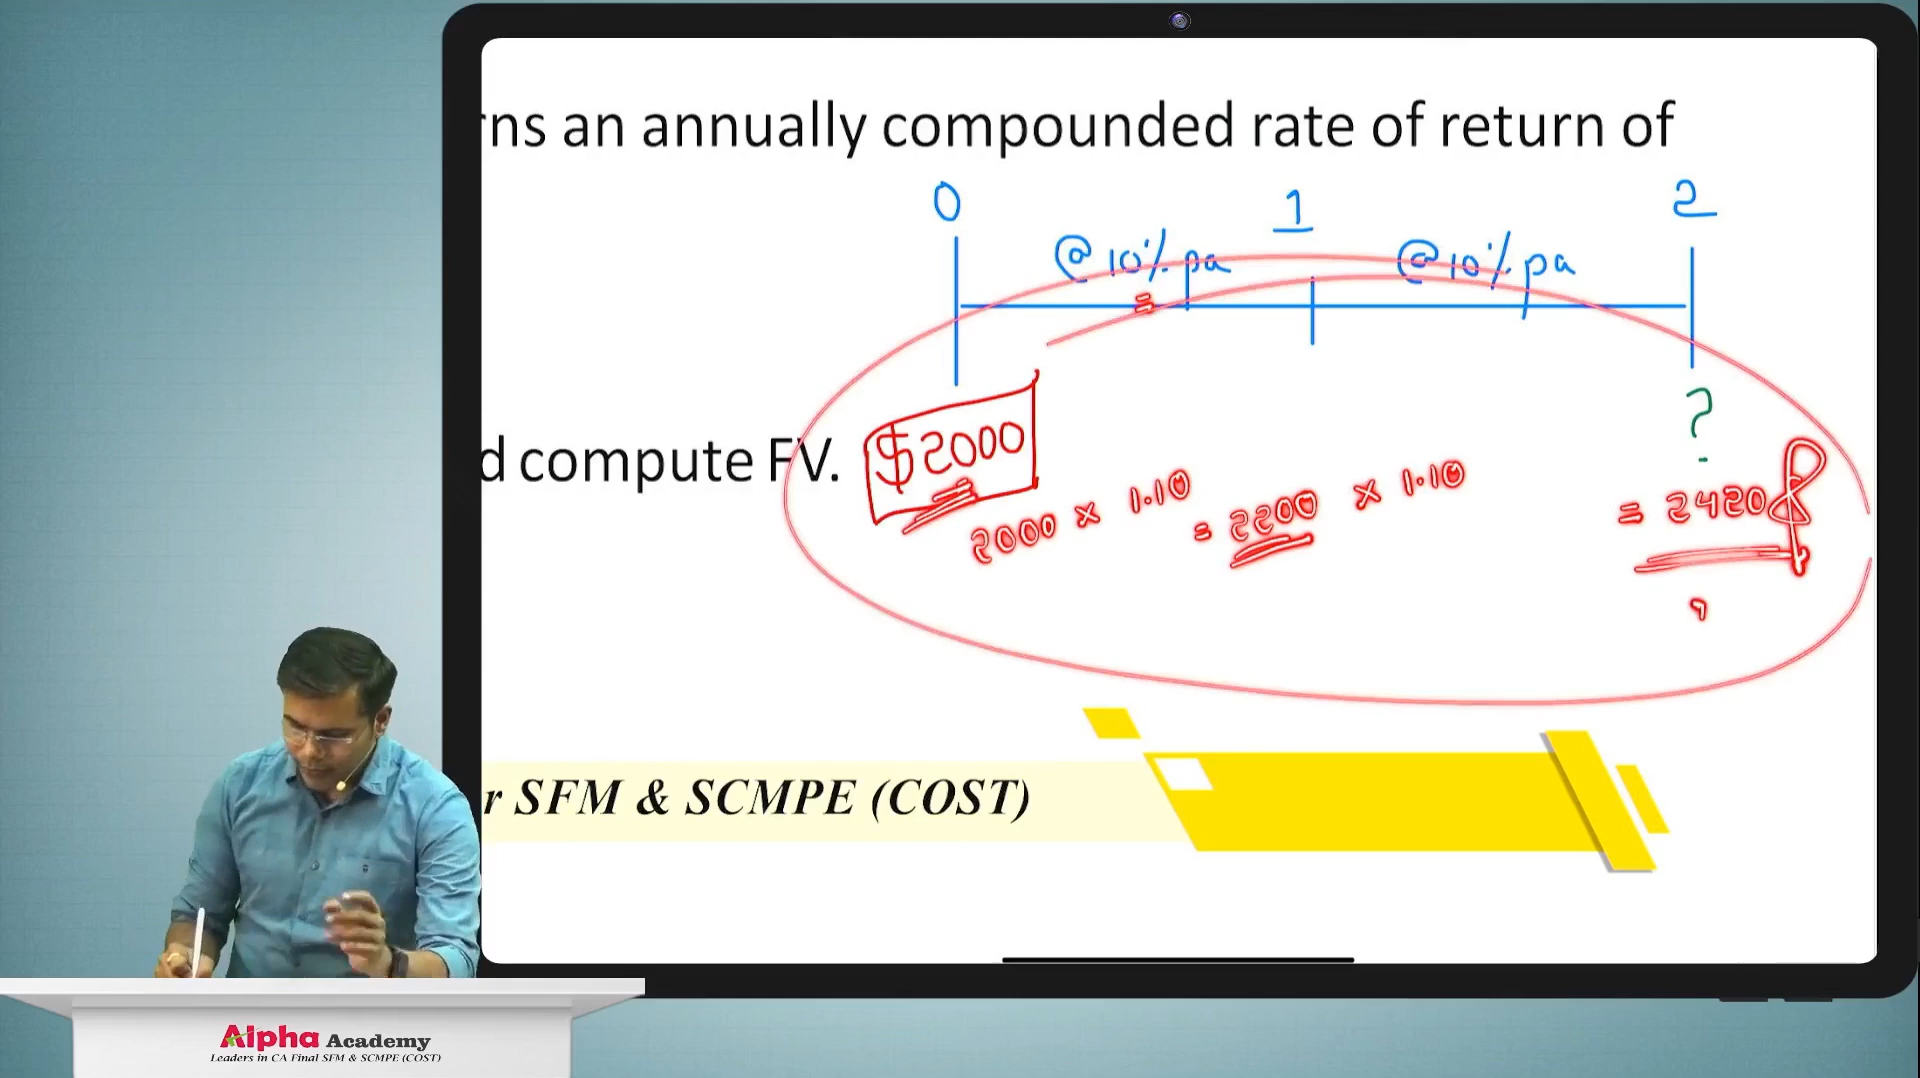 rns an annually compounded rate of return of
0 1 2
@ 10% pa @ 10% pa
?
d compute FV.
$2000
2000 × 1.10 = 2200 × 1.10 = 2420
r SFM & SCMPE (COST)
Alpha Academy
Leaders in CA Final SFM & SCMPE (COST)